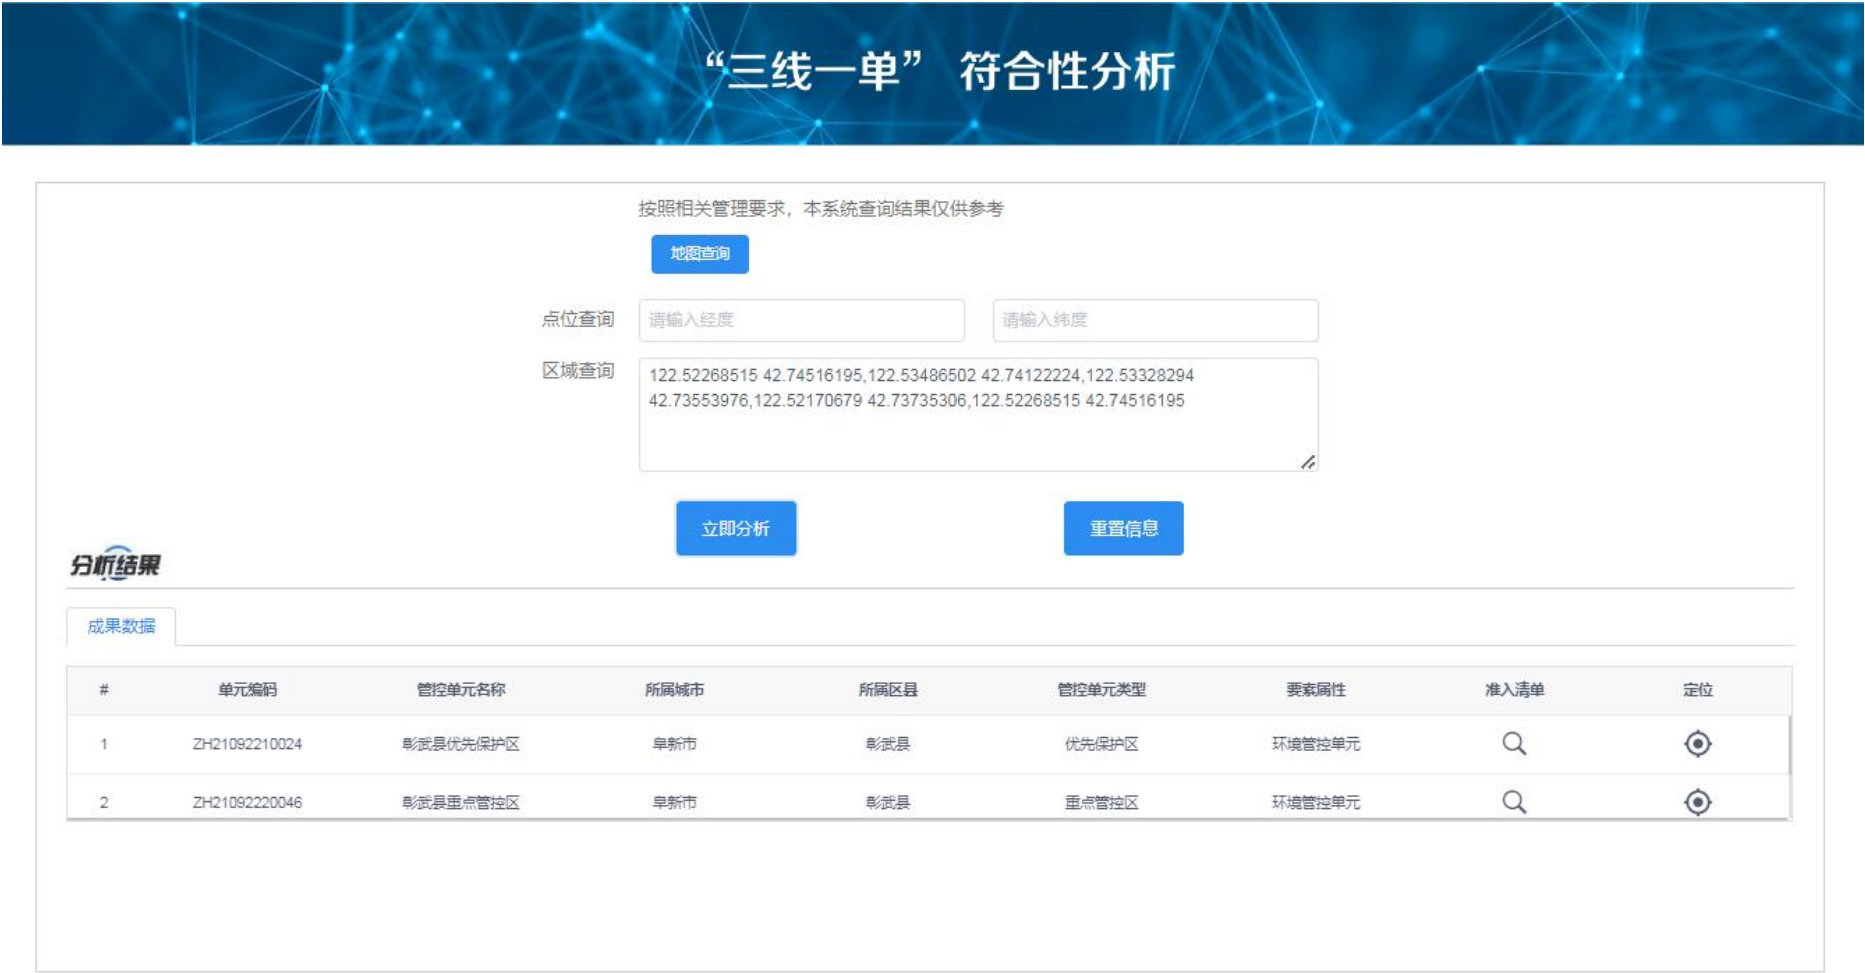 “三线一单” 符合性分析
按照相关管理要求，本系统查询结果仅供参考
地图查询
点位查询 请输入经度 请输入纬度
区域查询 122.52268515 42.74516195,122.53486502 42.74122224,122.53328294
42.73553976,122.52170679 42.73735306,122.52268515 42.74516195
立即分析 重置信息
分析结果
成果数据
# 单元编码 管控单元名称 所属城市 所属区县 管控单元类型 要素属性 准入清单 定位
1 ZH21092210024 彰武县优先保护区 阜新市 彰武县 优先保护区 环境管控单元
2 ZH21092220046 彰武县重点管控区 阜新市 彰武县 重点管控区 环境管控单元